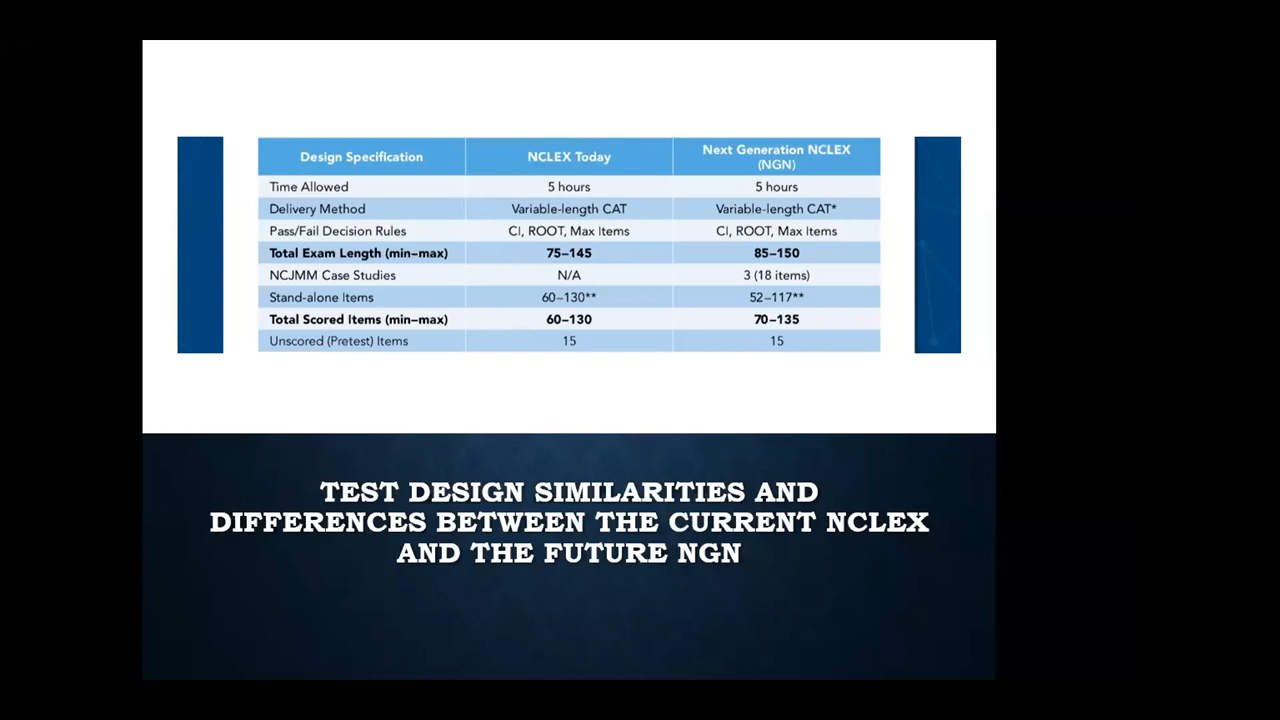 Design Specification NCLEX Today Next Generation NCLEX
(NGN)
Time Allowed 5 hours 5 hours
Delivery Method Variable-length CAT Variable-length CAT*
Pass/Fail Decision Rules CI, ROOT, Max Items CI, ROOT, Max Items
Total Exam Length (min–max) 75–145 85–150
NCJMM Case Studies N/A 3 (18 items)
Stand-alone Items 60–130** 52–117**
Total Scored Items (min–max) 60–130 70–135
Unscored (Pretest) Items 15 15
TEST DESIGN SIMILARITIES AND
DIFFERENCES BETWEEN THE CURRENT NCLEX
AND THE FUTURE NGN